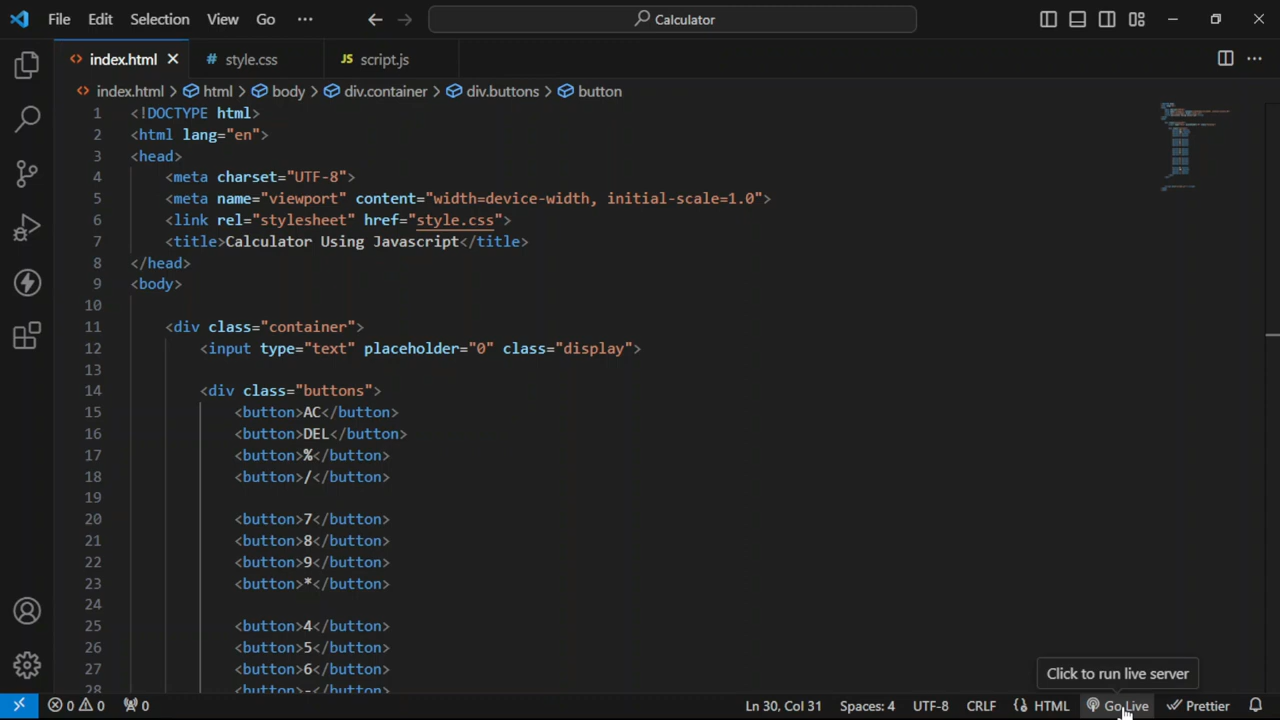 File Edit Selection View Go ··· Calculator
index.html style.css JS script.js
index.html > html > body > div.container > div.buttons > button
1 <!DOCTYPE html>
2 <html lang="en">
3 <head>
4 <meta charset="UTF-8">
5 <meta name="viewport" content="width=device-width, initial-scale=1.0">
6 <link rel="stylesheet" href="style.css">
7 <title>Calculator Using Javascript</title>
8 </head>
9 <body>
10
11 <div class="container">
12 <input type="text" placeholder="0" class="display">
13
14 <div class="buttons">
15 <button>AC</button>
16 <button>DEL</button>
17 <button>%</button>
18 <button>/</button>
19
20 <button>7</button>
21 <button>8</button>
22 <button>9</button>
23 <button>*</button>
24
25 <button>4</button>
26 <button>5</button>
27 <button>6</button>
28 <button>-</button>
Click to run live server
0 0 0 Ln 30, Col 31 Spaces: 4 UTF-8 CRLF {} HTML Go Live Prettier